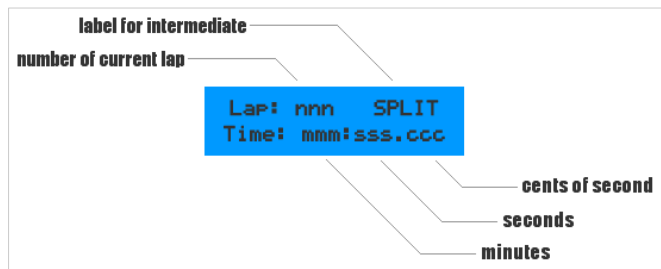 label for intermediate
number of current lap
Lap: nnn SPLIT
Time: mmm:sss.ccc
cents of second
seconds
minutes